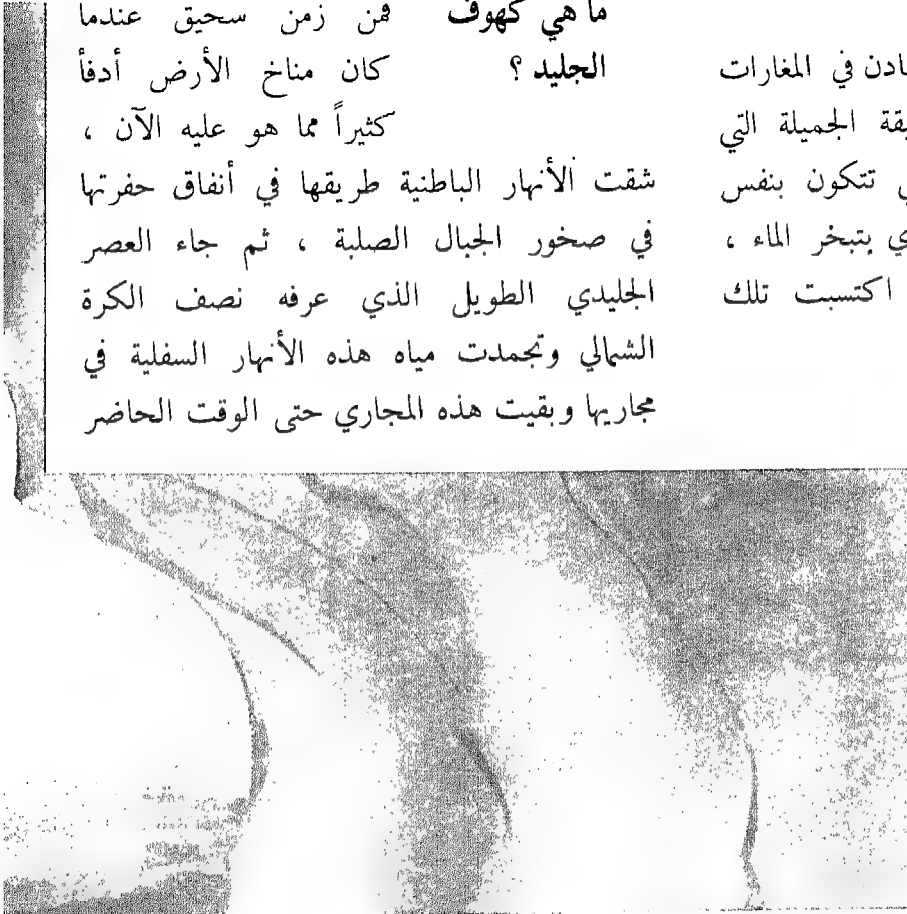 المغارات في
الجميلة التي
تتكون بنفس
يتبخر الماء ،
اكتسبت تلك
ما هي كهوف
الجليد ؟
فمن زمن سحيق عندما
كان مناخ الأرض أدفأ
كثيراً مما هو عليه الآن ،
شقت الأنهار الباطنية طريقها في أنفاق حفرتها
في صخور الجبال الصلبة ، ثم جاء العصر
الجليدي الطويل الذي عرفه نصف الكرة
الشمالي وتجمدت مياه هذه الأنهار السفلية في
مجاريها وبقيت هذه المجاري حتى الوقت الحاضر